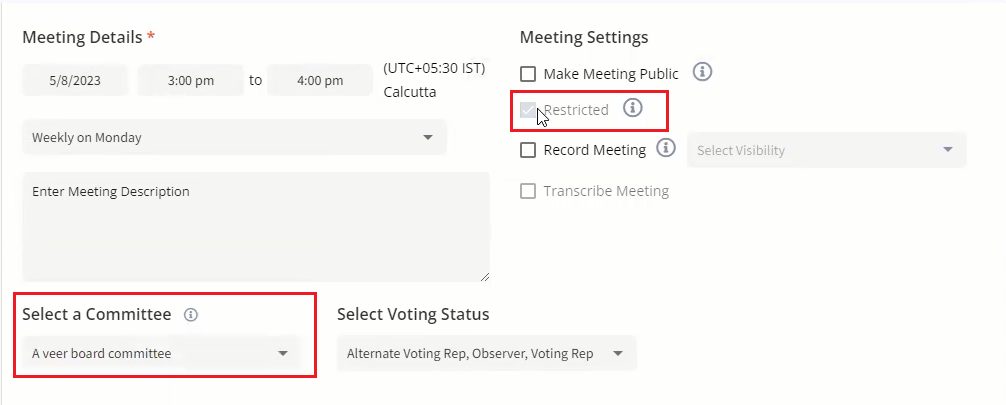 Meeting Details *
5/8/2023 3:00 pm to 4:00 pm (UTC+05:30 IST)
Calcutta
Weekly on Monday
Enter Meeting Description
Select a Committee
A veer board committee
Select Voting Status
Alternate Voting Rep, Observer, Voting Rep
Meeting Settings
Make Meeting Public
Restricted
Record Meeting Select Visibility
Transcribe Meeting